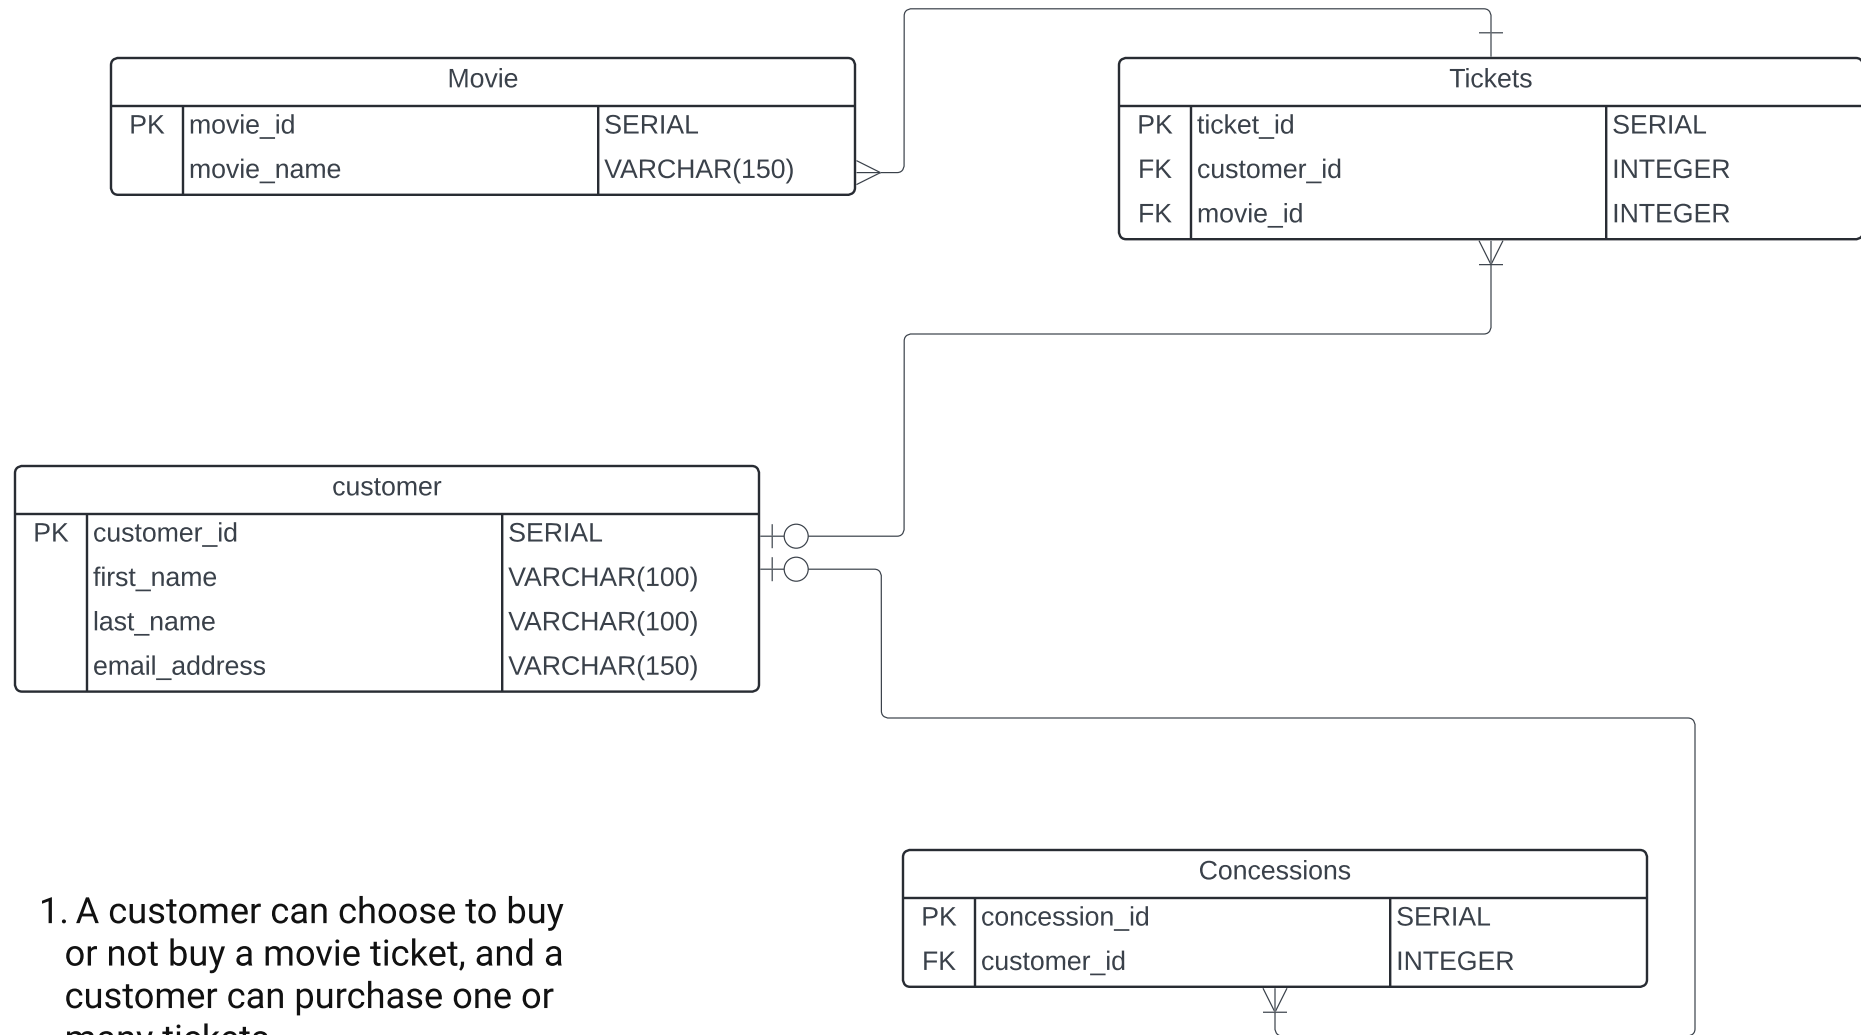 Movie
PK movie_id SERIAL
movie_name VARCHAR(150)
Tickets
PK ticket_id SERIAL
FK customer_id INTEGER
FK movie_id INTEGER
customer
PK customer_id SERIAL
first_name VARCHAR(100)
last_name VARCHAR(100)
email_address VARCHAR(150)
Concessions
PK concession_id SERIAL
FK customer_id INTEGER
1. A customer can choose to buy
or not buy a movie ticket, and a
customer can purchase one or
many tickets